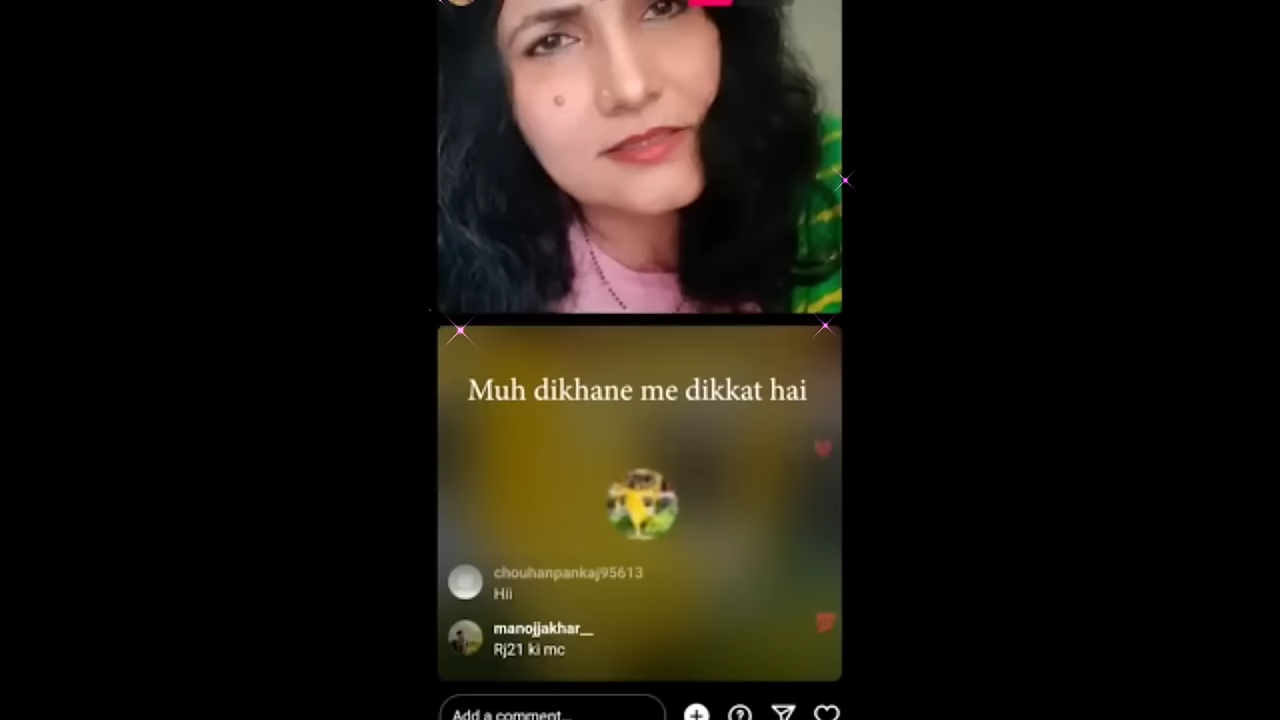 Muh dikhane me dikkat hai
chouhanpankaj95613
Hii
manojjakhar__
Rj21 ki mc
Add a comment...